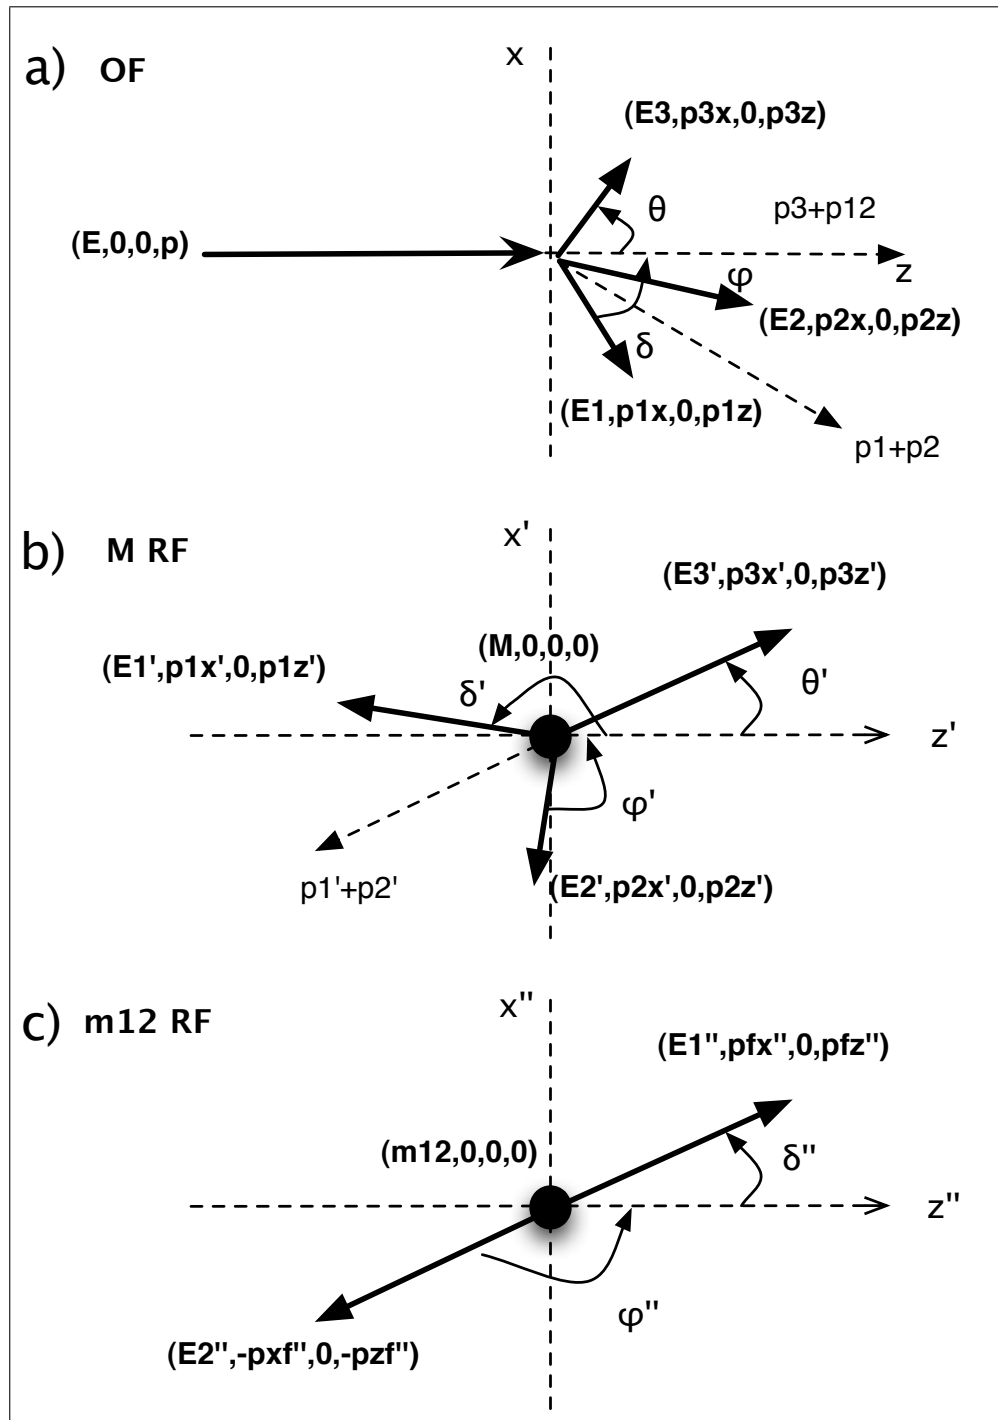 a) OF
x
(E3,p3x,0,p3z)
θ
p3+p12
(E,0,0,p)
z
φ
(E2,p2x,0,p2z)
δ
(E1,p1x,0,p1z)
p1+p2
b) M RF
x'
(E3',p3x',0,p3z')
(M,0,0,0)
(E1',p1x',0,p1z')
δ'
θ'
z'
φ'
p1'+p2'
(E2',p2x',0,p2z')
c) m12 RF
x"
(E1",pfx",0,pfz")
(m12,0,0,0)
δ"
z"
φ"
(E2",-pxf",0,-pzf")